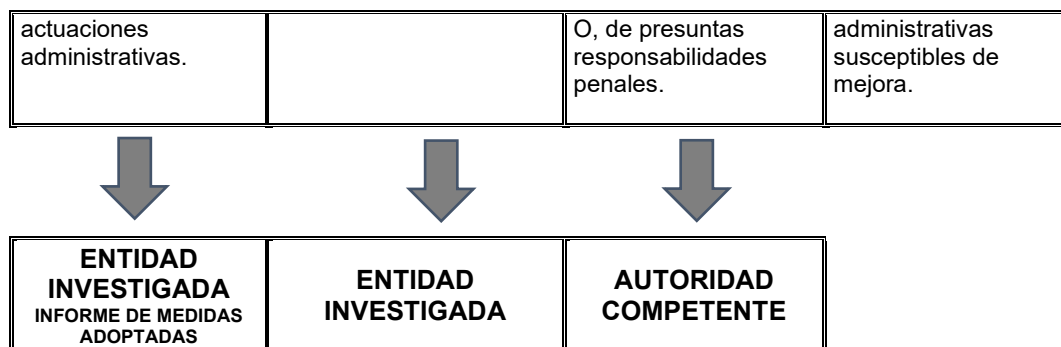 actuaciones
administrativas.
O, de presuntas
responsabilidades
penales.
administrativas
susceptibles de
mejora.
ENTIDAD
INVESTIGADA
INFORME DE MEDIDAS
ADOPTADAS
ENTIDAD
INVESTIGADA
AUTORIDAD
COMPETENTE